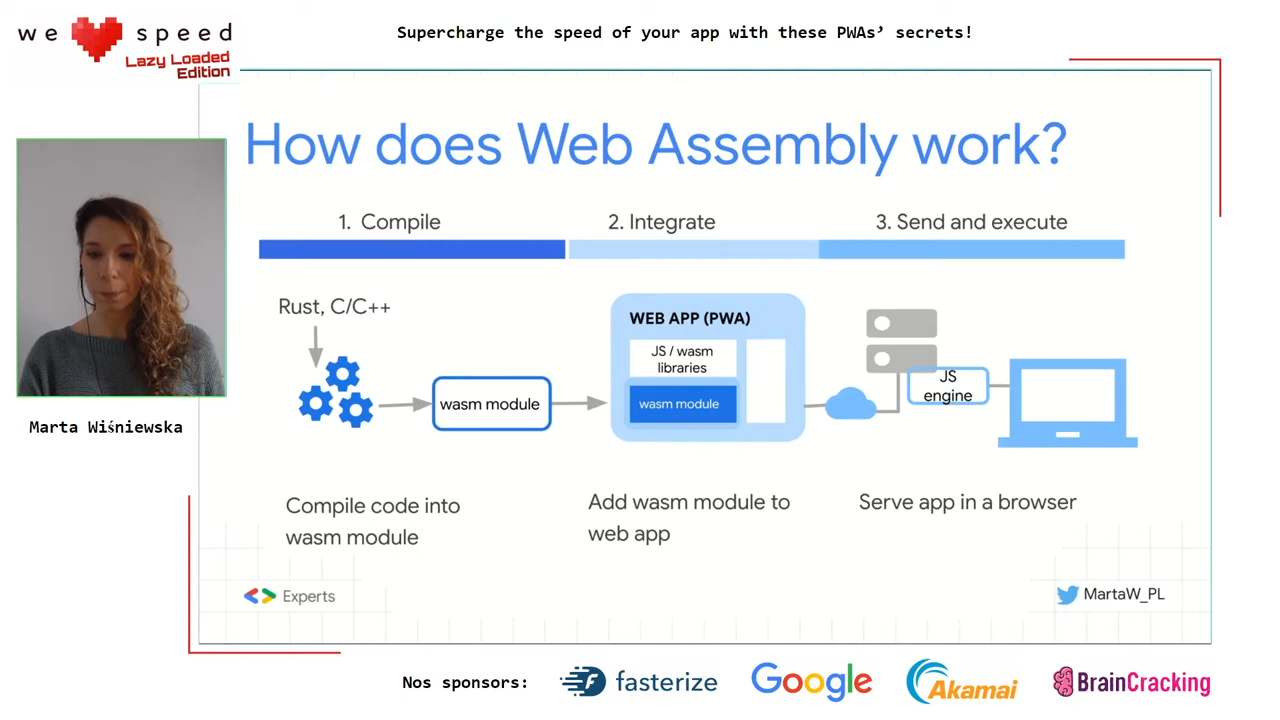 we speed
Lazy Loaded
Edition
Supercharge the speed of your app with these PWAs’ secrets!
How does Web Assembly work?
1. Compile
2. Integrate
3. Send and execute
Rust, C/C++
wasm module
WEB APP (PWA)
JS / wasm
libraries
wasm module
JS
engine
Compile code into
wasm module
Add wasm module to
web app
Serve app in a browser
Marta Wiśniewska
Experts
MartaW_PL
Nos sponsors:
fasterize
Google
Akamai
BrainCracking